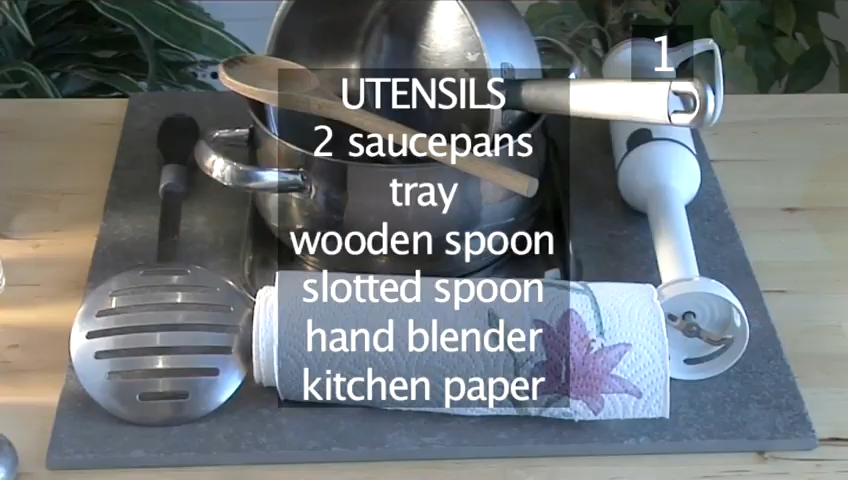 1
UTENSILS
2 saucepans
tray
wooden spoon
slotted spoon
hand blender
kitchen paper